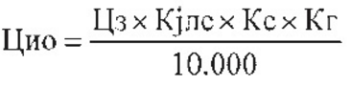 Цио = Цз × Кјлс × Кс × Кг
10.000